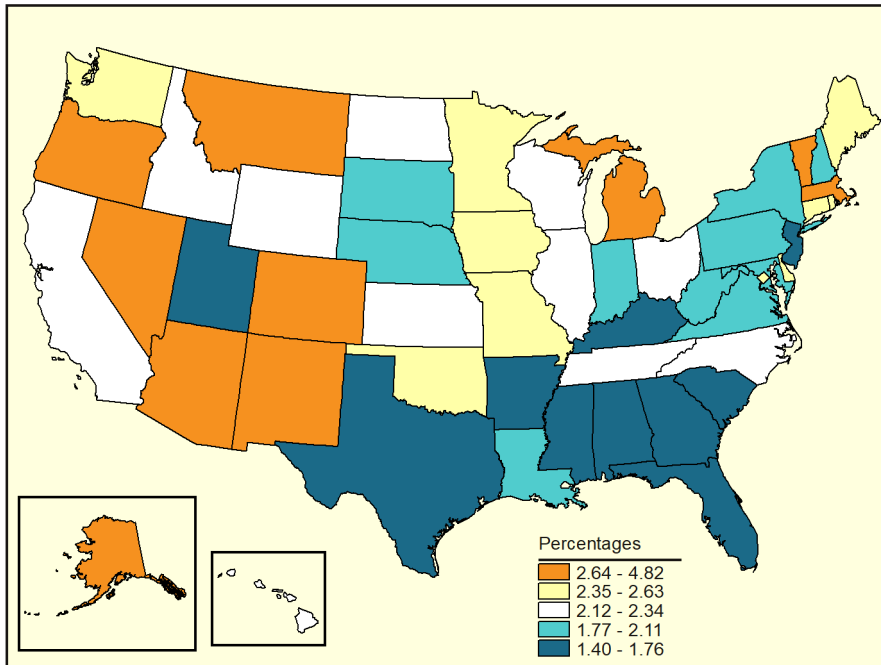 Percentages
2.64 - 4.82
2.35 - 2.63
2.12 - 2.34
1.77 - 2.11
1.40 - 1.76